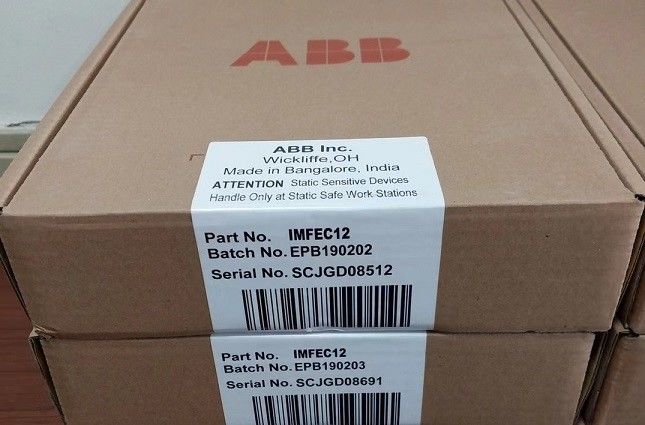 ABB
ABB Inc.
Wickliffe,OH
Made in Bangalore, India
ATTENTION Static Sensitive Devices
Handle Only at Static Safe Work Stations
Part No. IMFEC12
Batch No. EPB190202
Serial No. SCJGD08512
Part No. IMFEC12
Batch No. EPB190203
Serial No. SCJGD08691